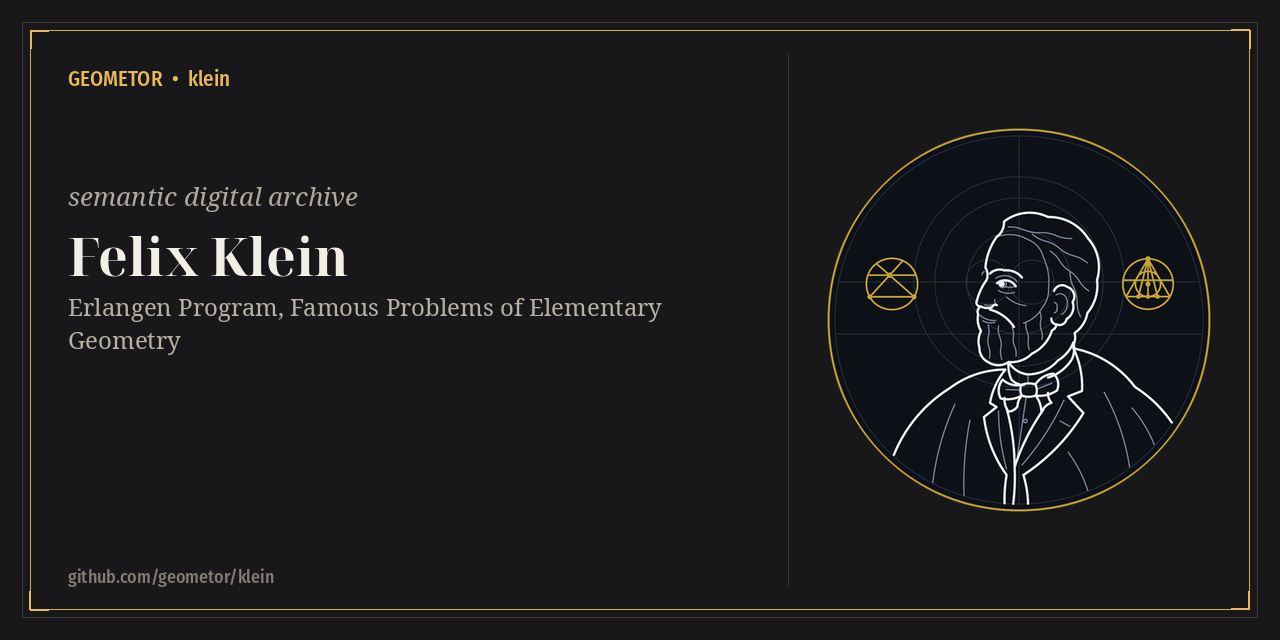 GEOMETOR • klein
semantic digital archive
Felix Klein
Erlangen Program, Famous Problems of Elementary
Geometry
github.com/geometor/klein